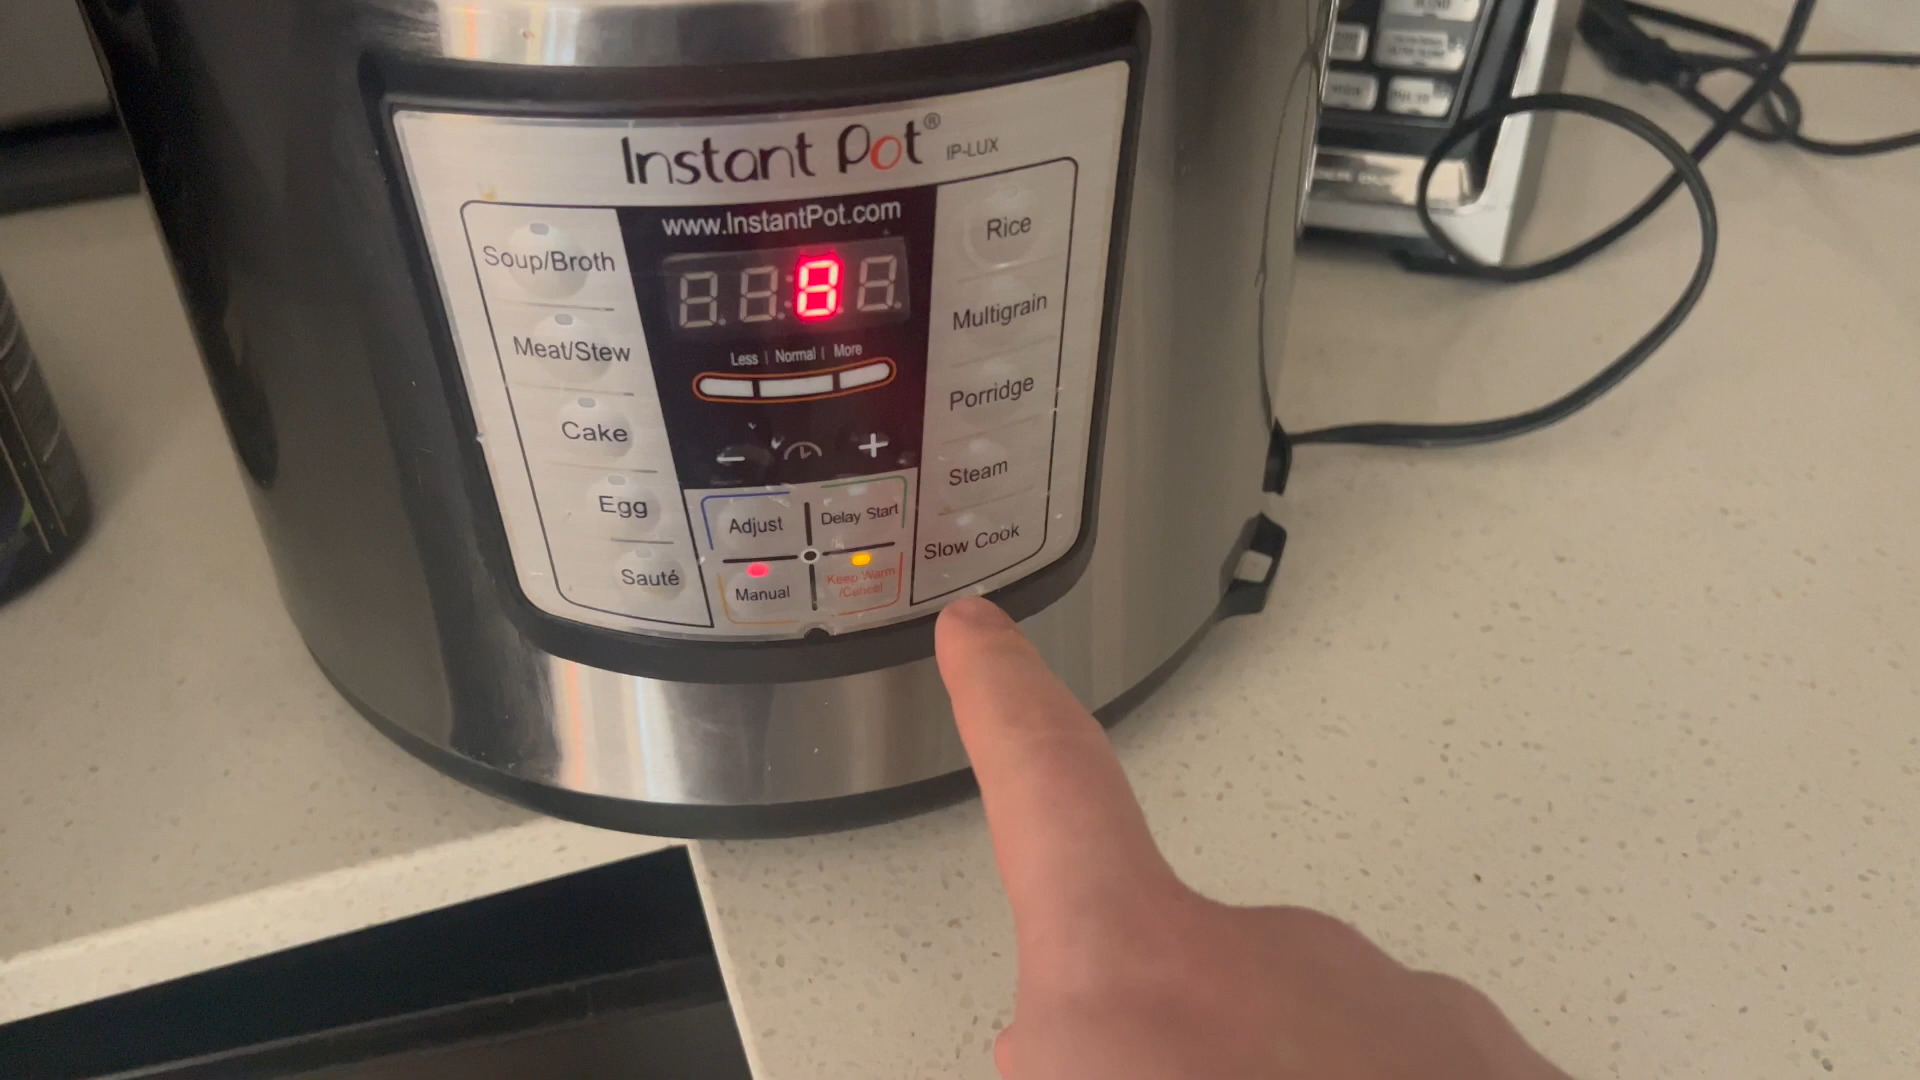 Instant Pot® IP-LUX
www.InstantPot.com
8
Less | Normal | More
Soup/Broth
Meat/Stew
Cake
Egg
Sauté
− +
Adjust
Delay Start
Manual
Keep Warm
/Cancel
Rice
Multigrain
Porridge
Steam
Slow Cook